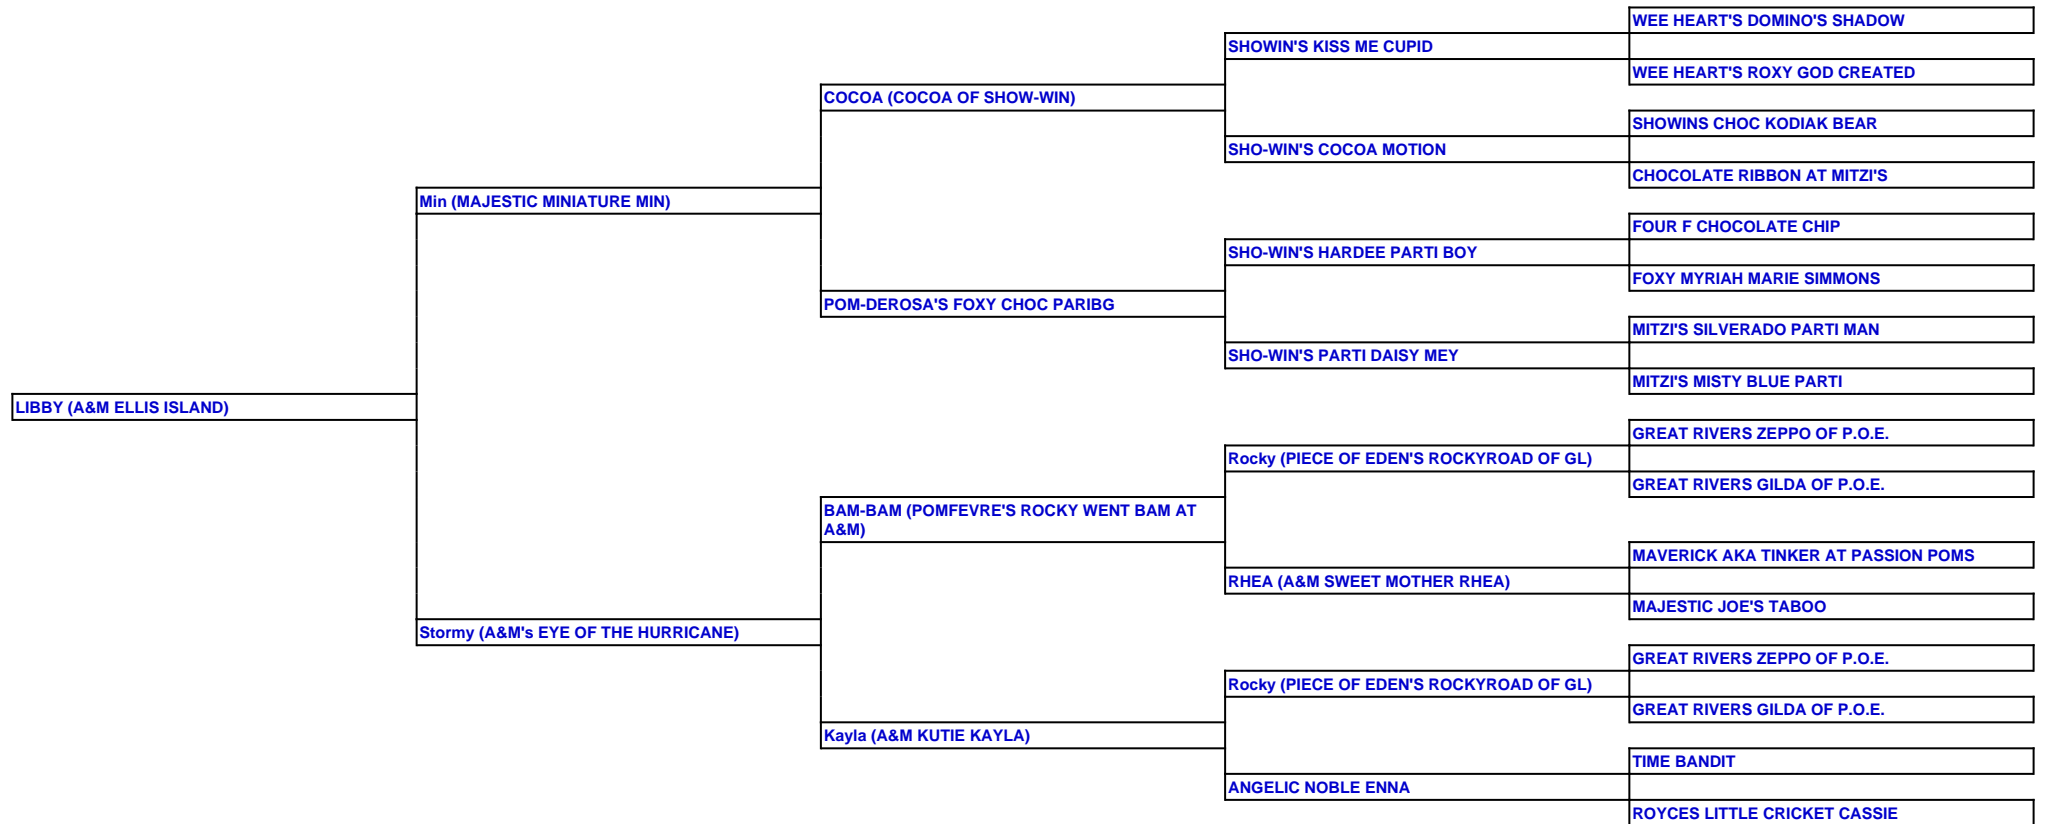 WEE HEART'S DOMINO'S SHADOW
SHOWIN'S KISS ME CUPID
WEE HEART'S ROXY GOD CREATED
COCOA (COCOA OF SHOW-WIN)
SHOWINS CHOC KODIAK BEAR
SHO-WIN'S COCOA MOTION
CHOCOLATE RIBBON AT MITZI'S
Min (MAJESTIC MINIATURE MIN)
FOUR F CHOCOLATE CHIP
SHO-WIN'S HARDEE PARTI BOY
FOXY MYRIAH MARIE SIMMONS
POM-DEROSA'S FOXY CHOC PARIBG
MITZI'S SILVERADO PARTI MAN
SHO-WIN'S PARTI DAISY MEY
MITZI'S MISTY BLUE PARTI
LIBBY (A&M ELLIS ISLAND)
GREAT RIVERS ZEPPO OF P.O.E.
Rocky (PIECE OF EDEN'S ROCKYROAD OF GL)
GREAT RIVERS GILDA OF P.O.E.
BAM-BAM (POMFEVRE'S ROCKY WENT BAM AT
A&M)
MAVERICK AKA TINKER AT PASSION POMS
RHEA (A&M SWEET MOTHER RHEA)
MAJESTIC JOE'S TABOO
Stormy (A&M's EYE OF THE HURRICANE)
GREAT RIVERS ZEPPO OF P.O.E.
Rocky (PIECE OF EDEN'S ROCKYROAD OF GL)
GREAT RIVERS GILDA OF P.O.E.
Kayla (A&M KUTIE KAYLA)
TIME BANDIT
ANGELIC NOBLE ENNA
ROYCES LITTLE CRICKET CASSIE